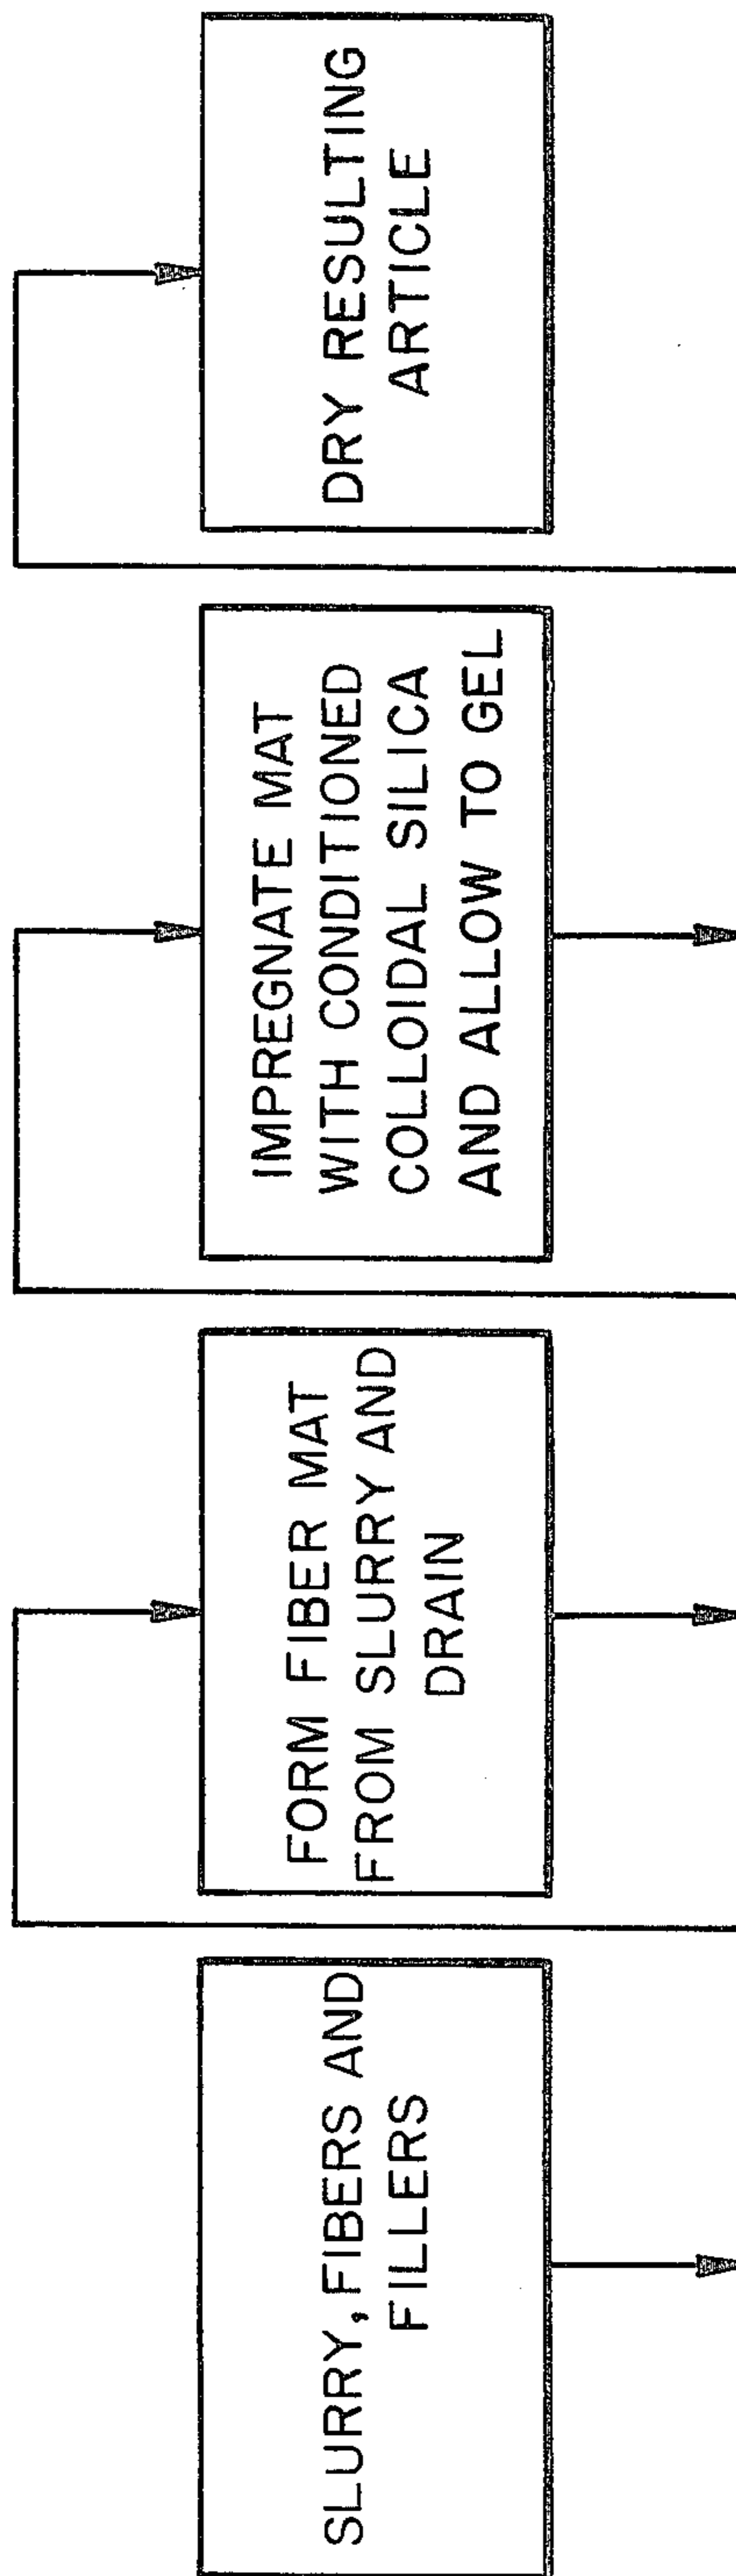 SLURRY, FIBERS AND
FILLERS
FORM FIBER MAT
FROM SLURRY AND
DRAIN
IMPREGNATE MAT
WITH CONDITIONED
COLLOIDAL SILICA
AND ALLOW TO GEL
DRY RESULTING
ARTICLE